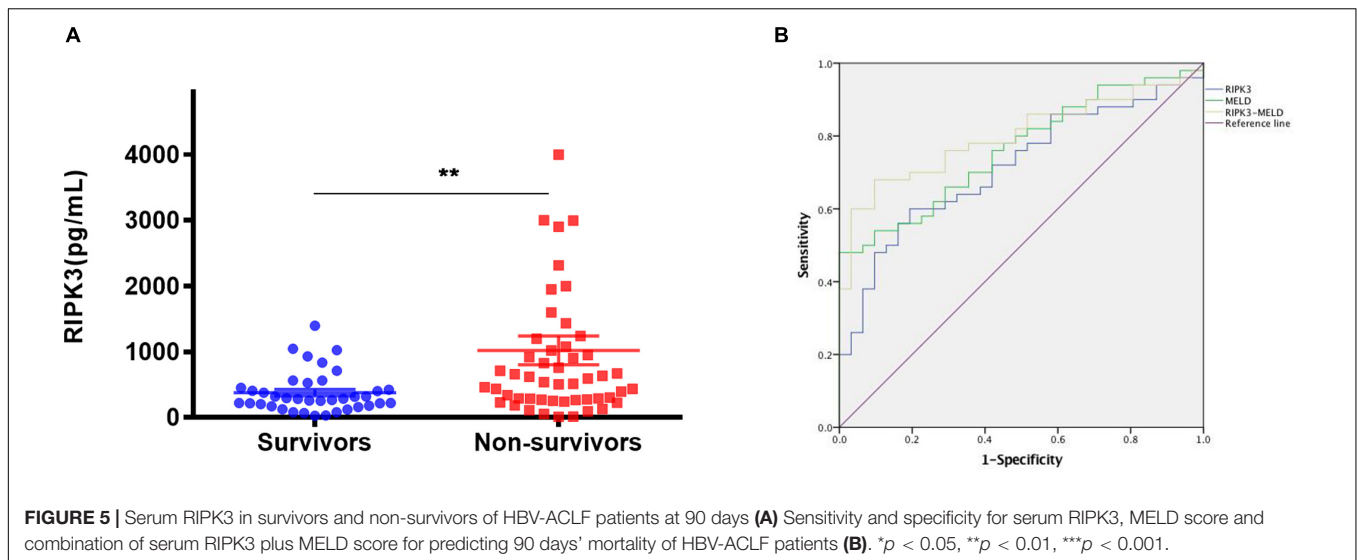 A
RIPK3(pg/mL)
4000
3000
2000
1000
0
**
Survivors
Non-survivors
B
Sensitivity
1.0
0.8
0.6
0.4
0.2
0.0
0.0
0.2
0.4
0.6
0.8
1.0
1-Specificity
RIPK3
MELD
RIPK3-MELD
Reference line
FIGURE 5 | Serum RIPK3 in survivors and non-survivors of HBV-ACLF patients at 90 days (A) Sensitivity and specificity for serum RIPK3, MELD score and
combination of serum RIPK3 plus MELD score for predicting 90 days' mortality of HBV-ACLF patients (B). *p < 0.05, **p < 0.01, ***p < 0.001.